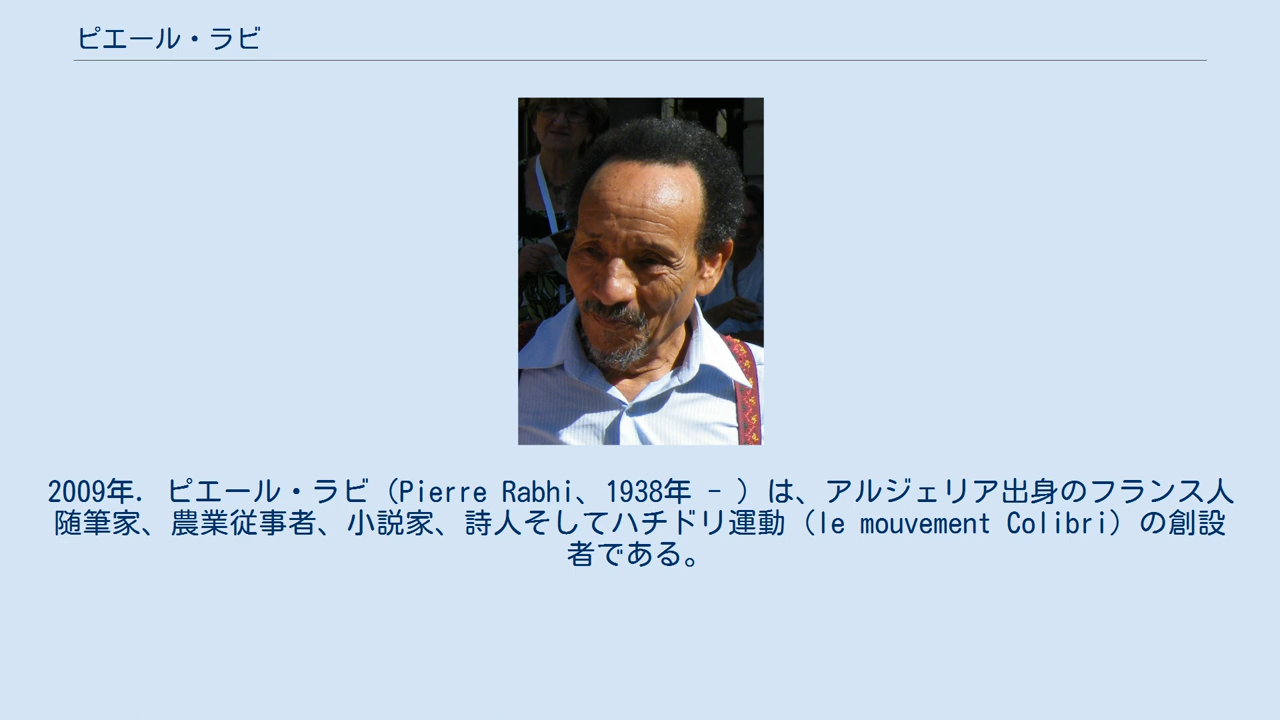 ピエール・ラビ
2009年. ピエール・ラビ（Pierre Rabhi、1938年 - ）は、アルジェリア出身のフランス人
随筆家、農業従事者、小説家、詩人そしてハチドリ運動（le mouvement Colibri）の創設
者である。